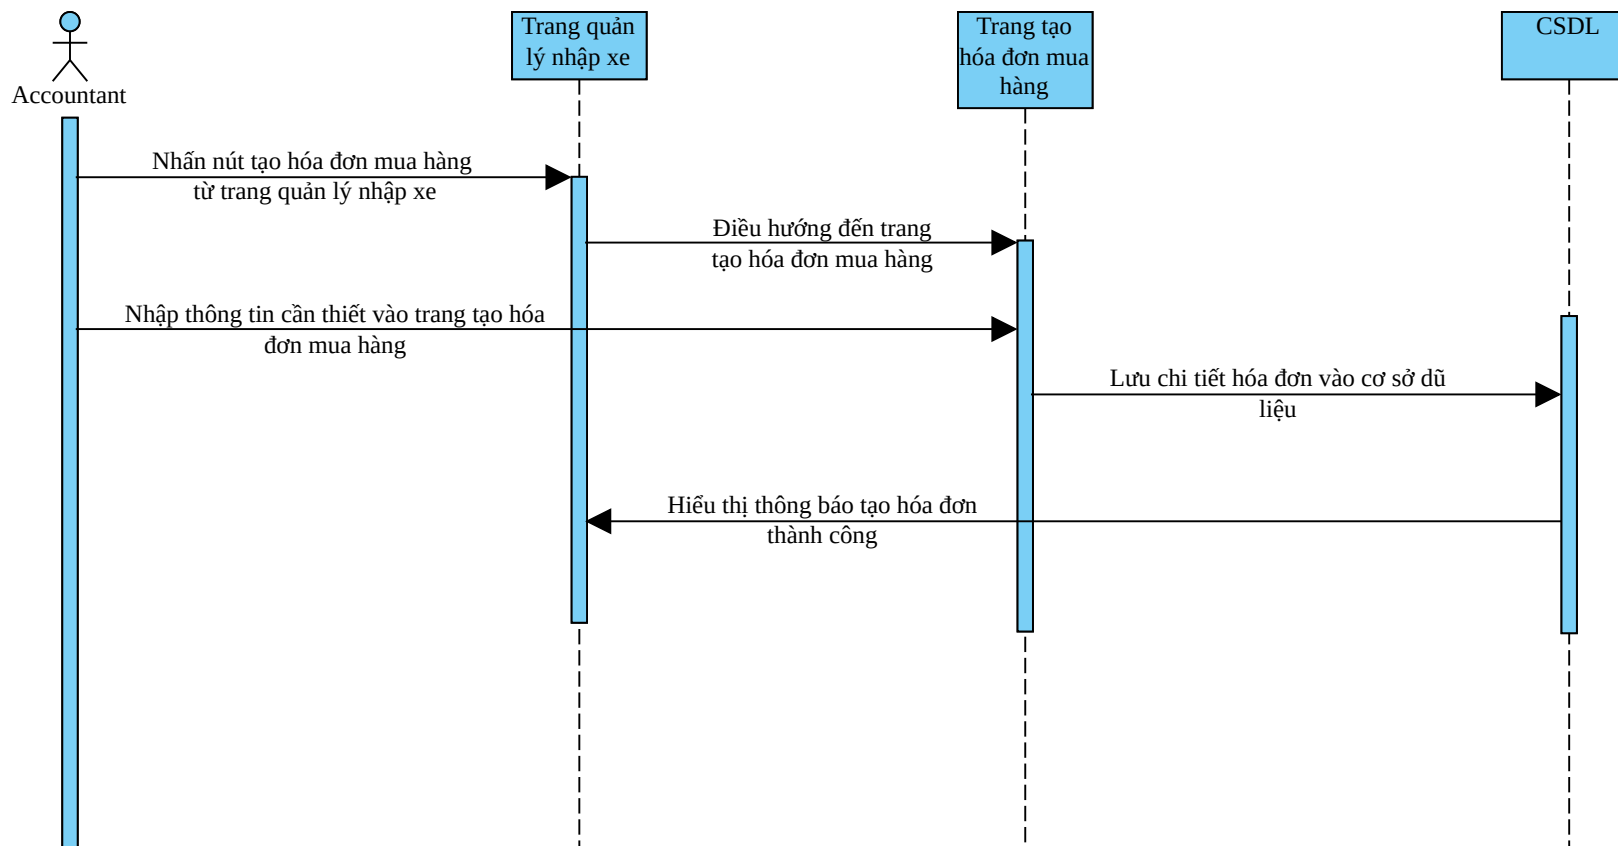 Accountant
Trang quản
lý nhập xe
Trang tạo
hóa đơn mua
hàng
CSDL
Nhấn nút tạo hóa đơn mua hàng
từ trang quản lý nhập xe
Điều hướng đến trang
tạo hóa đơn mua hàng
Nhập thông tin cần thiết vào trang tạo hóa
đơn mua hàng
Lưu chi tiết hóa đơn vào cơ sở dũ
liệu
Hiểu thị thông báo tạo hóa đơn
thành công